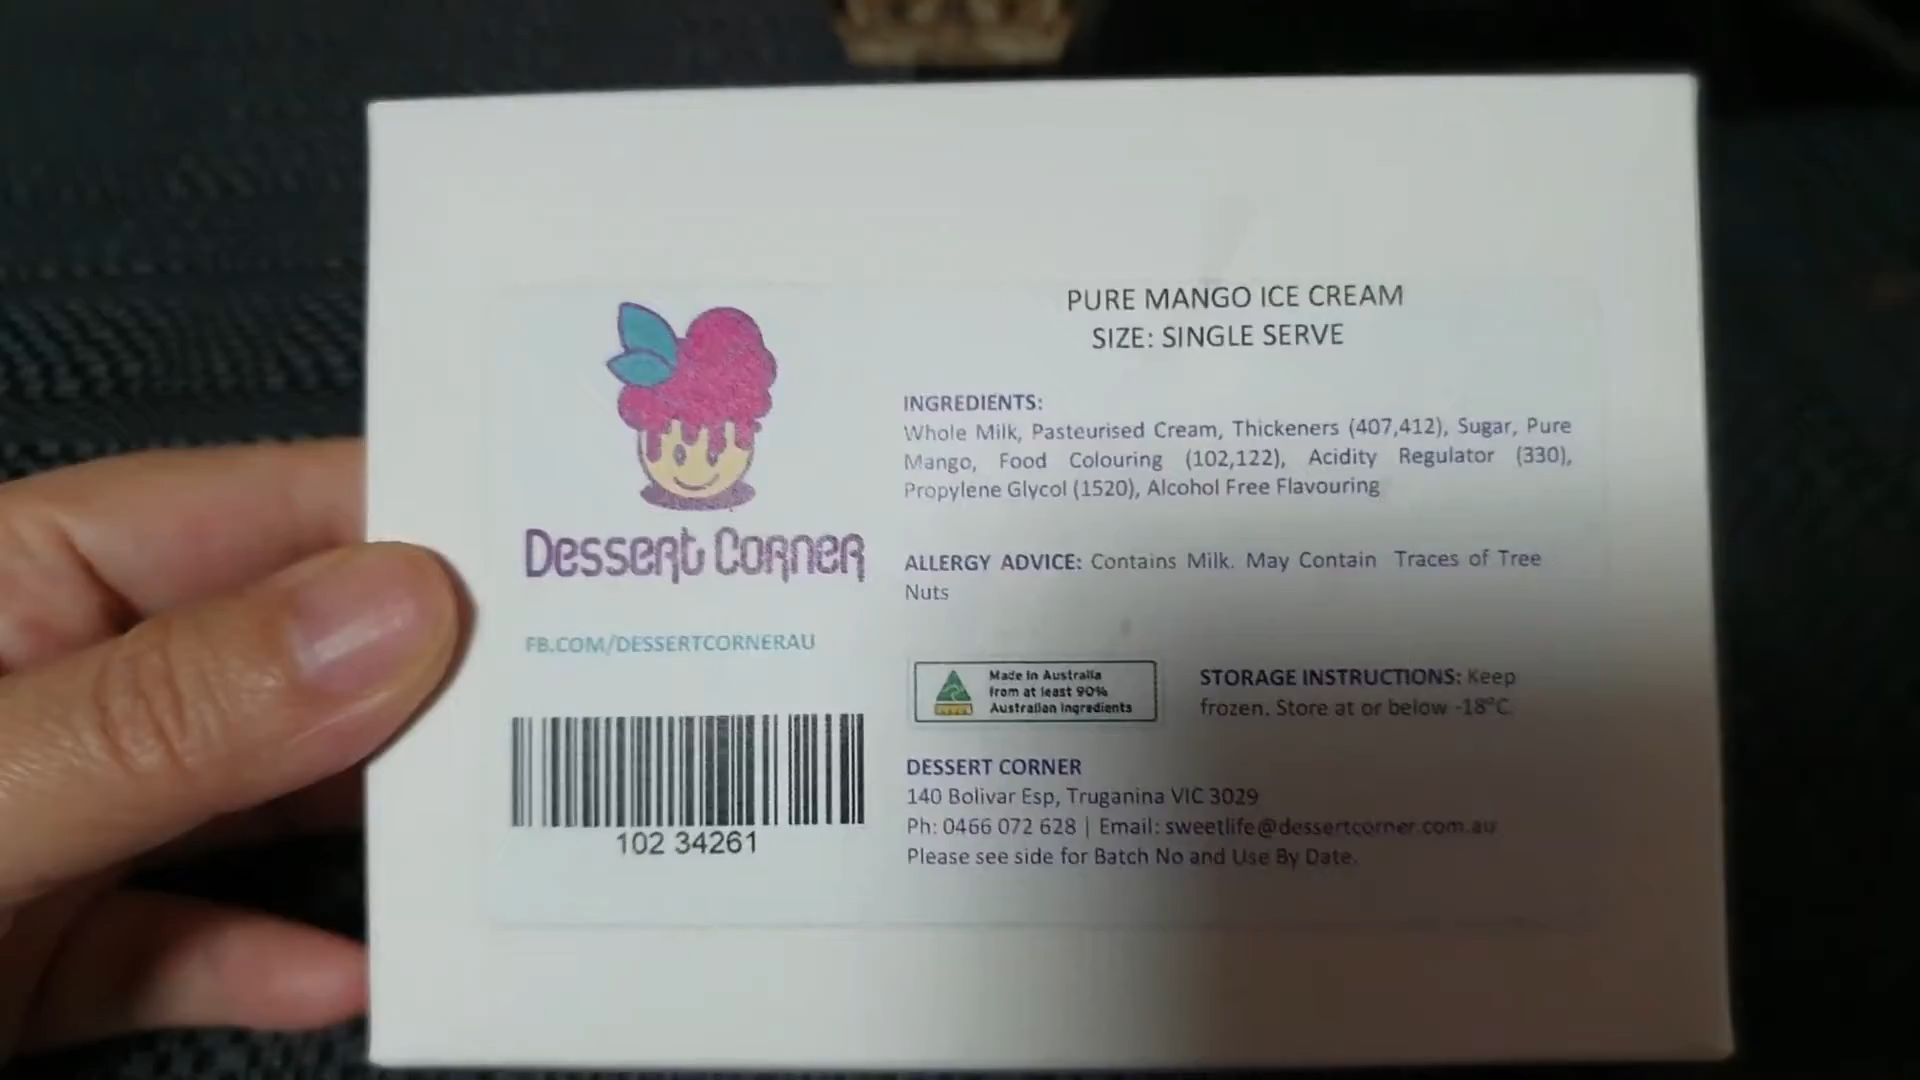 PURE MANGO ICE CREAM
SIZE: SINGLE SERVE
INGREDIENTS:
Whole Milk, Pasteurised Cream, Thickeners (407,412), Sugar, Pure
Mango, Food Colouring (102,122), Acidity Regulator (330),
Propylene Glycol (1520), Alcohol Free Flavouring
Dessert Corner
ALLERGY ADVICE: Contains Milk. May Contain Traces of Tree
Nuts
FB.COM/DESSERTCORNERAU
Made in Australia
from at least 90%
Australian ingredients
STORAGE INSTRUCTIONS: Keep
frozen. Store at or below -18°C
102 34261
DESSERT CORNER
140 Bolivar Esp, Truganina VIC 3029
Ph: 0466 072 628 | Email: sweetlife@dessertcorner.com.au
Please see side for Batch No and Use By Date.